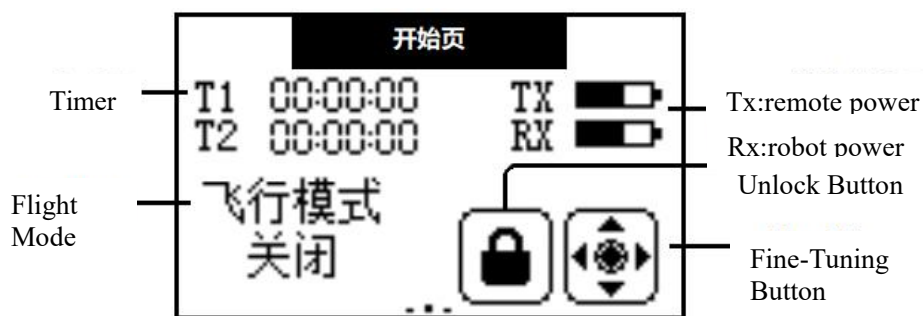 开始页
Timer
T1 00:00:00
TX
Tx:remote power
T2 00:00:00
RX
Rx:robot power
Unlock Button
Flight
Mode
飞行模式
关闭
Fine-Tuning
Button